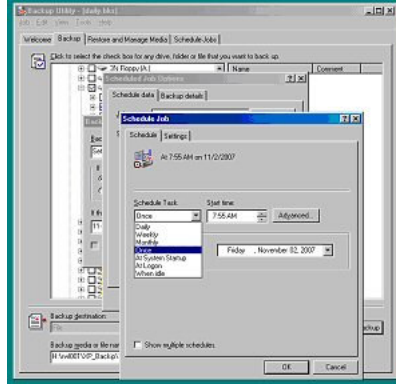 Backup Utility - [daily.bks]
Job Edit View Tools Help
Welcome Backup Restore and Manage Media Schedule Jobs
Click to select the check box for any drive, folder or file that you want to back up.
3½ Floppy (A:)
Name
Comment
Scheduled Job Options
Schedule data Backup details
Schedule Job
Schedule Settings
At 7:55 AM on 11/2/2007
Schedule Task:
Start time:
Once
7:55 AM
Advanced...
Daily
Weekly
Monthly
Once
At System Startup
At Logon
When idle
Friday , November 02, 2007
Show multiple schedules.
OK
Cancel
Backup destination:
File
Backup media or file